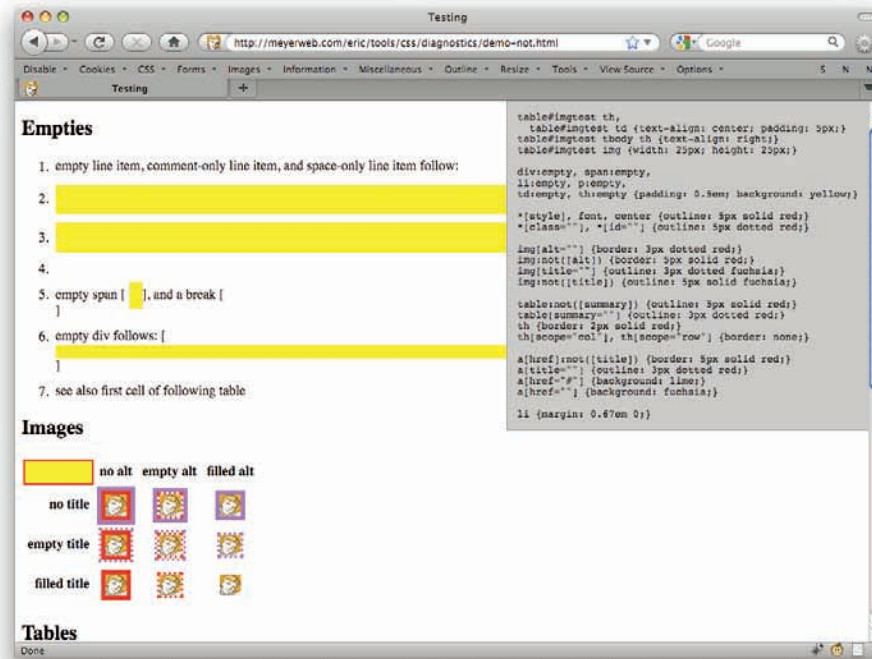 Testing
http://meyerweb.com/eric/tools/css/diagnostics/demo-not.html
Google
Disable Cookies CSS Forms Images Information Miscellaneous Outline Resize Tools View Source Options S N N
Testing +
Empties
1. empty line item, comment-only line item, and space-only line item follow:
2.
3.
4.
5. empty span [ ], and a break [
]
6. empty div follows: [
]
7. see also first cell of following table
Images
no alt empty alt filled alt
no title
empty title
filled title
Tables
Done
table#imgtest th,
table#imgtest td {text-align: center; padding: 5px;}
table#imgtest tbody th {text-align: right;}
table#imgtest img {width: 25px; height: 25px;}
div:empty, span:empty,
li:empty, p:empty,
td:empty, th:empty {padding: 0.5em; background: yellow;}
*[style], font, center {outline: 5px solid red;}
*[class=""], *[id=""] {outline: 5px dotted red;}
img[alt=""] {border: 3px dotted red;}
img:not([alt]) {border: 5px solid red;}
img[title=""] {outline: 3px dotted fuchsia;}
img:not([title]) {outline: 5px solid fuchsia;}
table:not([summary]) {outline: 5px solid red;}
table[summary=""] {outline: 3px dotted red;}
th {border: 2px solid red;}
th[scope="col"], th[scope="row"] {border: none;}
a[href]:not([title]) {border: 5px solid red;}
a[title=""] {outline: 3px dotted red;}
a[href="#"] {background: lime;}
a[href=""] {background: fuchsia;}
li {margin: 0.67em 0;}